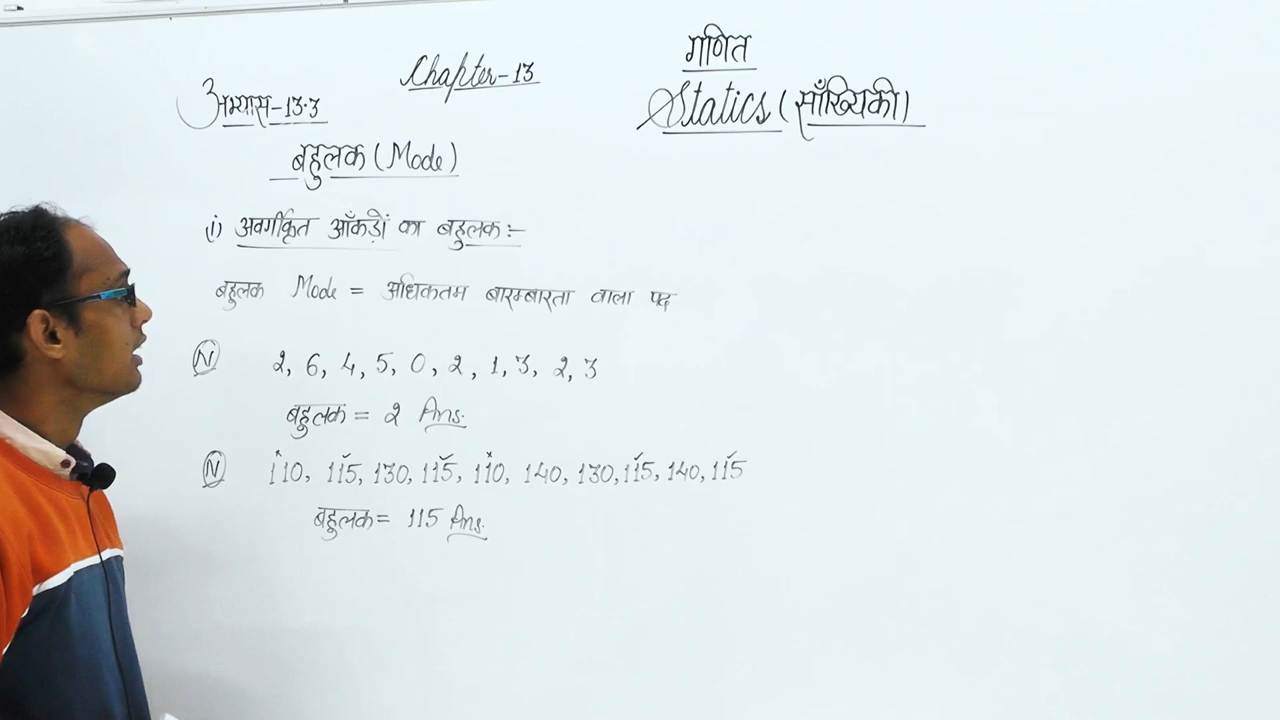 गणित
Chapter-13
Statics (साँख्यिकी)
अभ्यास-13.3
बहुलक (Mode)
(i) अवर्गीकृत आँकड़ों का बहुलक :-
बहुलक Mode = अधिकतम बारम्बारता वाला पद
(N) 2, 6, 4, 5, 0, 2, 1, 3, 2, 3
बहुलक = 2 Ans.
(N) 110, 115, 130, 115, 110, 140, 130, 115, 140, 115
बहुलक = 115 Ans.